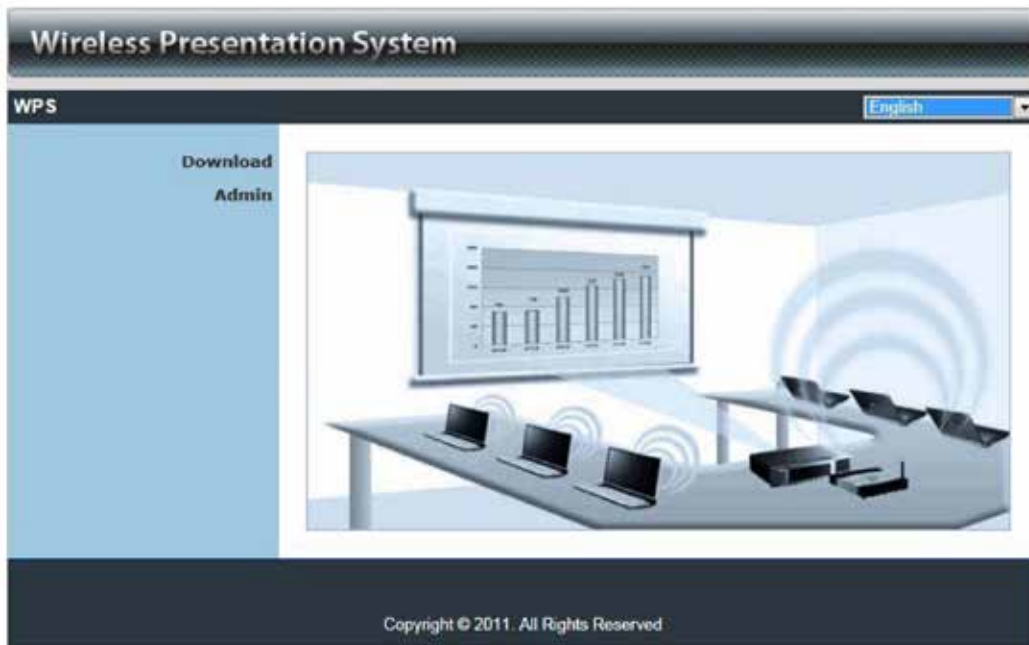 Wireless Presentation System
WPS
English
Download
Admin
Copyright © 2011. All Rights Reserved